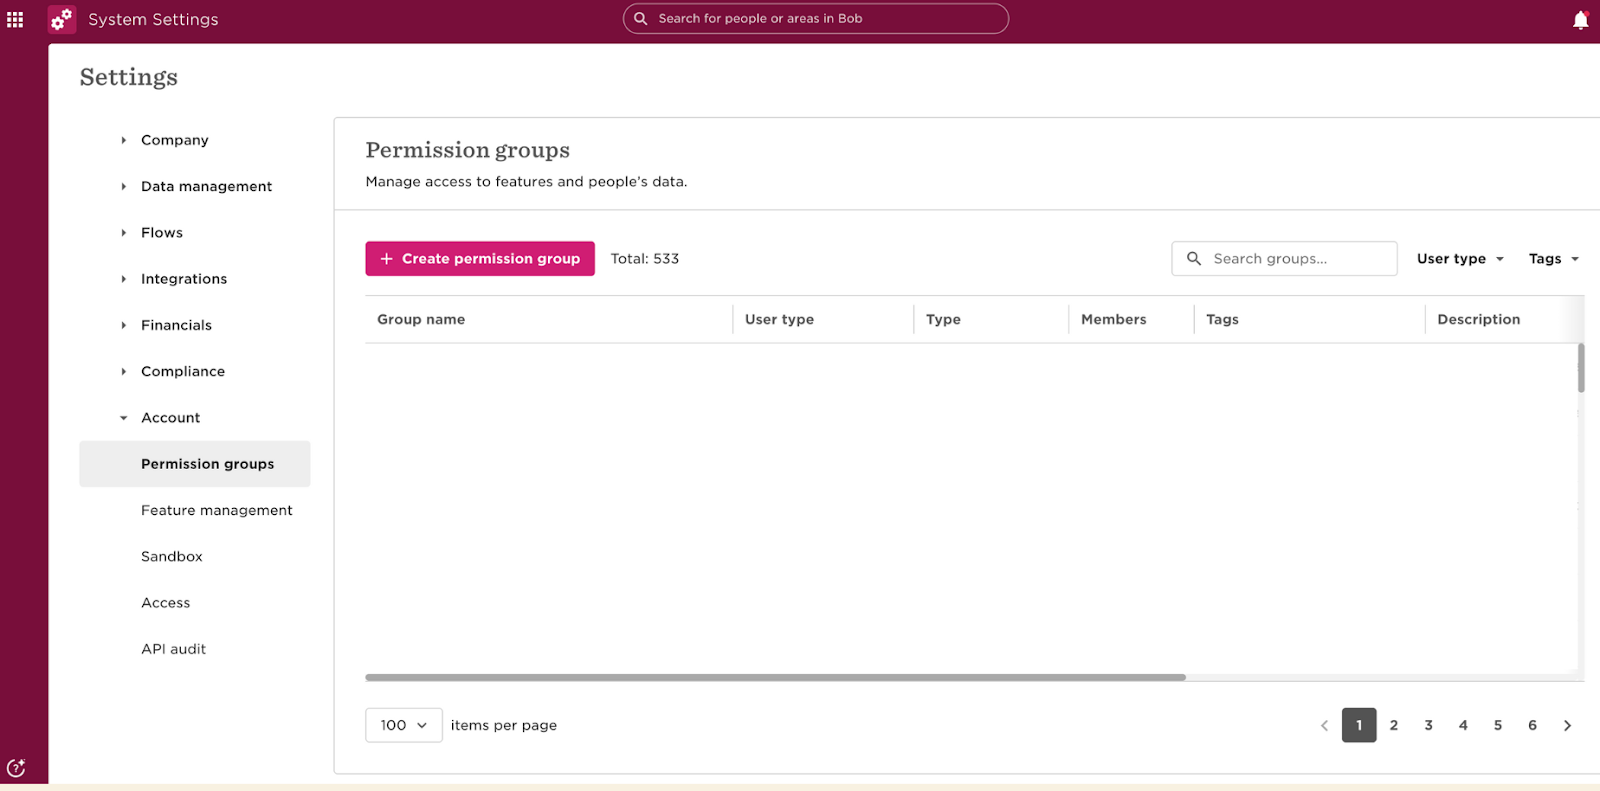 System Settings
Search for people or areas in Bob
Settings
Company
Data management
Flows
Integrations
Financials
Compliance
Account
Permission groups
Feature management
Sandbox
Access
API audit
Permission groups
Manage access to features and people's data.
+ Create permission group
Total: 533
Search groups...
User type
Tags
Group name User type Type Members Tags Description
100 items per page
1 2 3 4 5 6